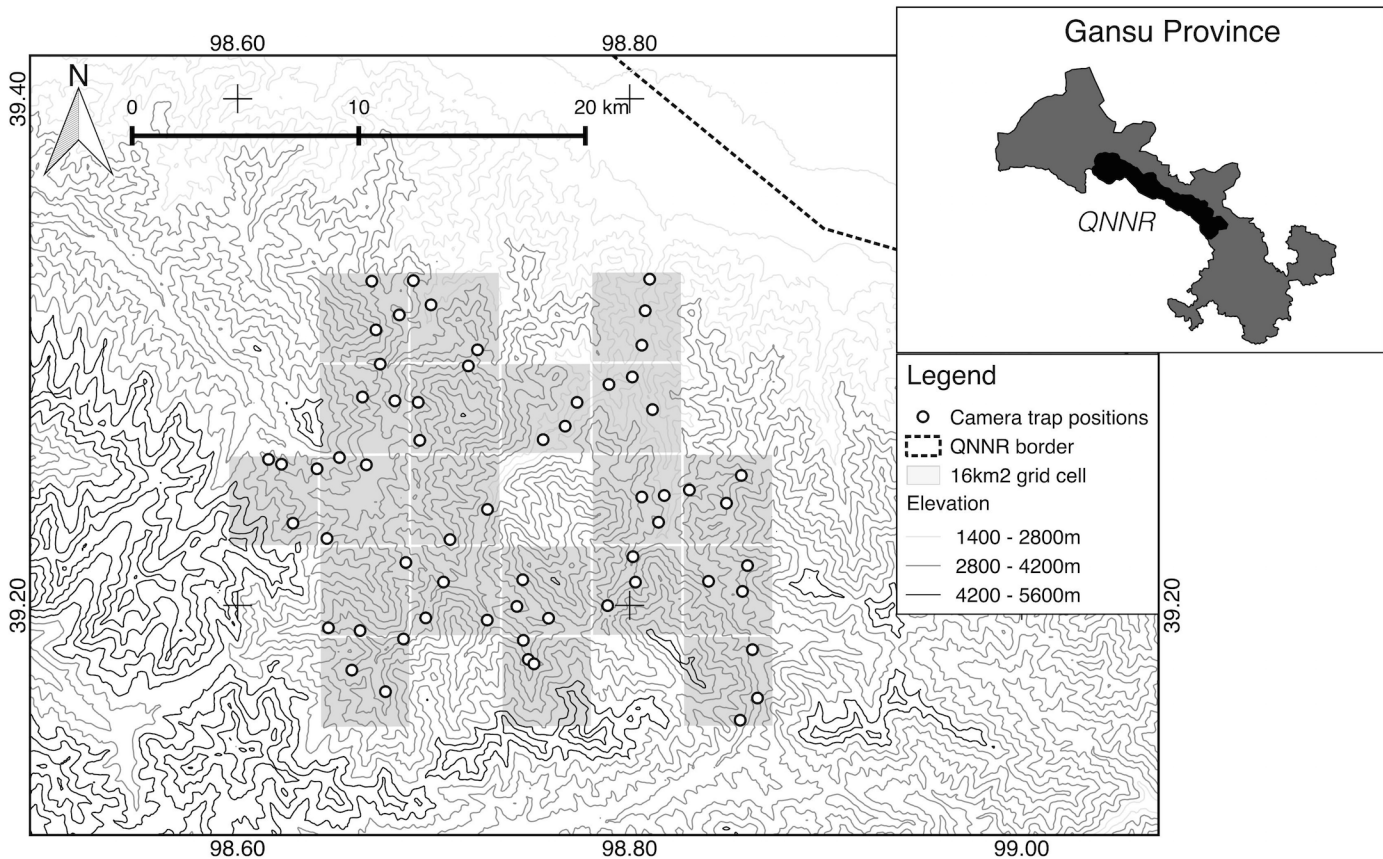 98.60
98.80
Gansu Province
QNNR
N
39.40
0
10
20 km
Legend
Camera trap positions
QNNR border
16km2 grid cell
Elevation
1400 - 2800m
2800 - 4200m
4200 - 5600m
39.20
39.20
98.60
98.80
99.00